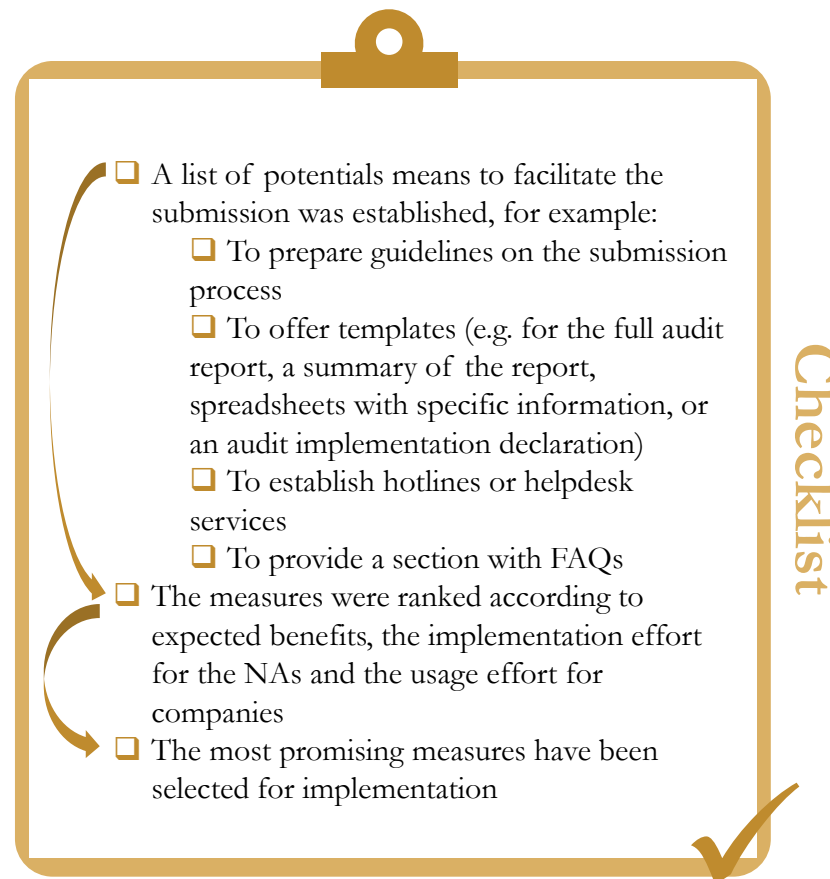 A list of potentials means to facilitate the
submission was established, for example:
To prepare guidelines on the submission
process
To offer templates (e.g. for the full audit
report, a summary of the report,
spreadsheets with specific information, or
an audit implementation declaration)
To establish hotlines or helpdesk
services
To provide a section with FAQs
The measures were ranked according to
expected benefits, the implementation effort
for the NAs and the usage effort for
companies
The most promising measures have been
selected for implementation
Checklist